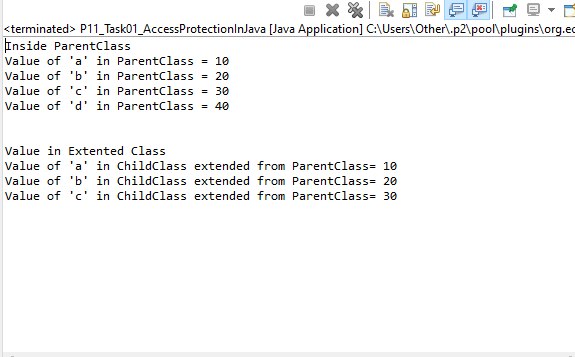 <terminated> P11_Task01_AccessProtectionInJava [Java Application] C:\Users\Other\.p2\pool\plugins\org.ec
Inside ParentClass
Value of 'a' in ParentClass = 10
Value of 'b' in ParentClass = 20
Value of 'c' in ParentClass = 30
Value of 'd' in ParentClass = 40
Value in Extented Class
Value of 'a' in ChildClass extended from ParentClass= 10
Value of 'b' in ChildClass extended from ParentClass= 20
Value of 'c' in ChildClass extended from ParentClass= 30